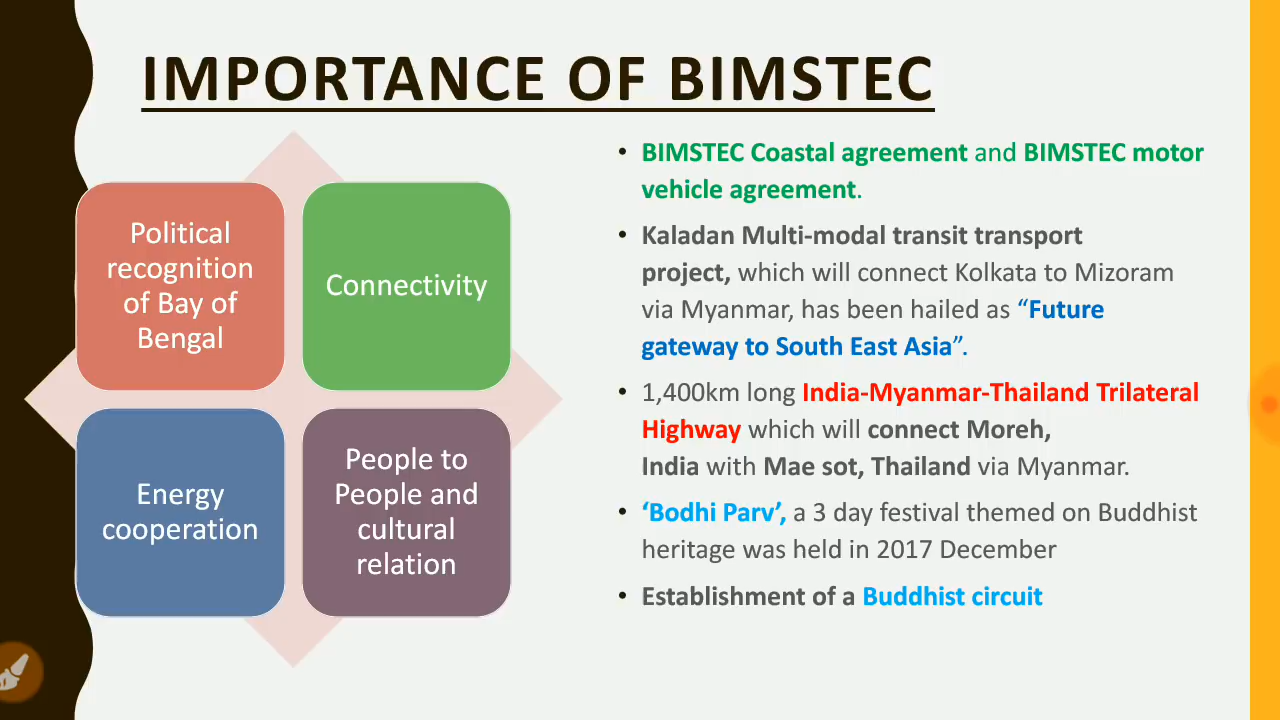 IMPORTANCE OF BIMSTEC
Political
recognition
of Bay of
Bengal
Connectivity
Energy
cooperation
People to
People and
cultural
relation
• BIMSTEC Coastal agreement and BIMSTEC motor
vehicle agreement.
• Kaladan Multi-modal transit transport
project, which will connect Kolkata to Mizoram
via Myanmar, has been hailed as “Future
gateway to South East Asia”.
• 1,400km long India-Myanmar-Thailand Trilateral
Highway which will connect Moreh,
India with Mae sot, Thailand via Myanmar.
• ‘Bodhi Parv’, a 3 day festival themed on Buddhist
heritage was held in 2017 December
• Establishment of a Buddhist circuit